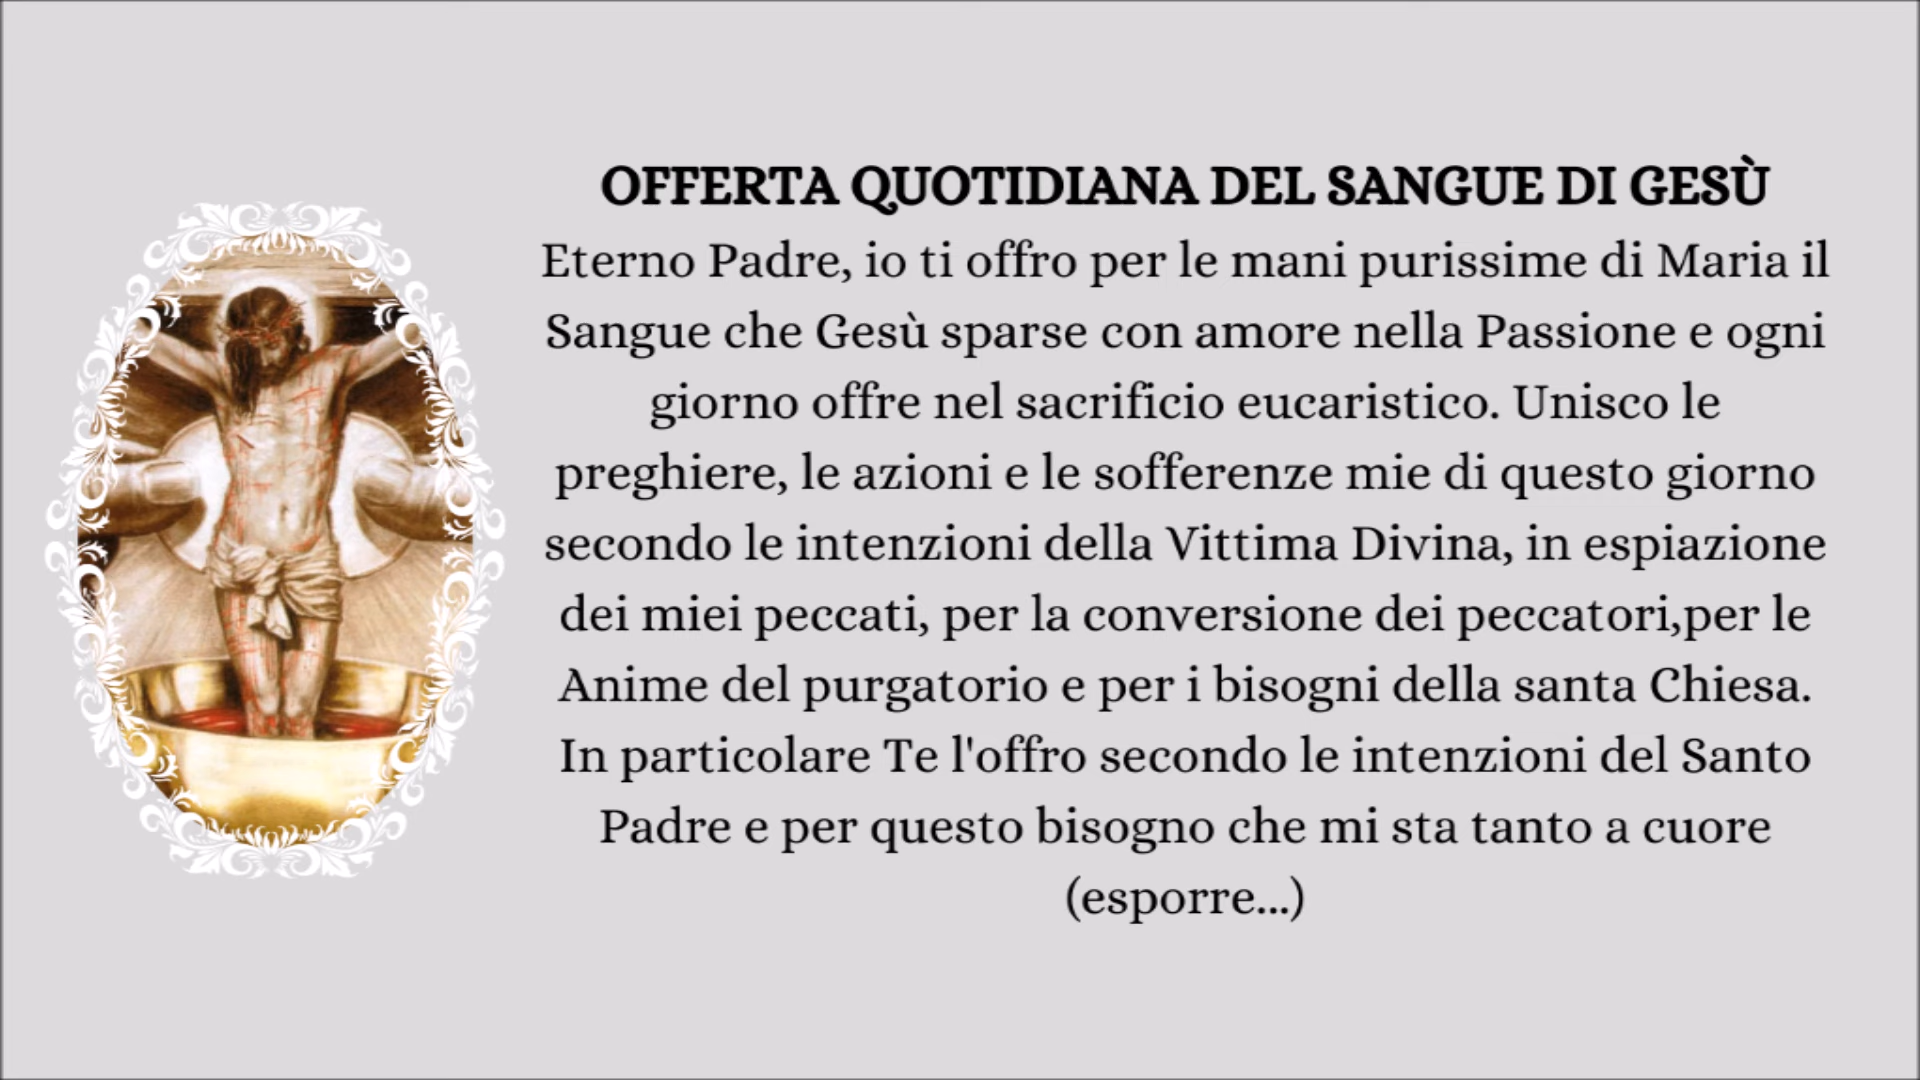 OFFERTA QUOTIDIANA DEL SANGUE DI GESÙ
Eterno Padre, io ti offro per le mani purissime di Maria il
Sangue che Gesù sparse con amore nella Passione e ogni
giorno offre nel sacrificio eucaristico. Unisco le
preghiere, le azioni e le sofferenze mie di questo giorno
secondo le intenzioni della Vittima Divina, in espiazione
dei miei peccati, per la conversione dei peccatori,per le
Anime del purgatorio e per i bisogni della santa Chiesa.
In particolare Te l'offro secondo le intenzioni del Santo
Padre e per questo bisogno che mi sta tanto a cuore
(esporre...)